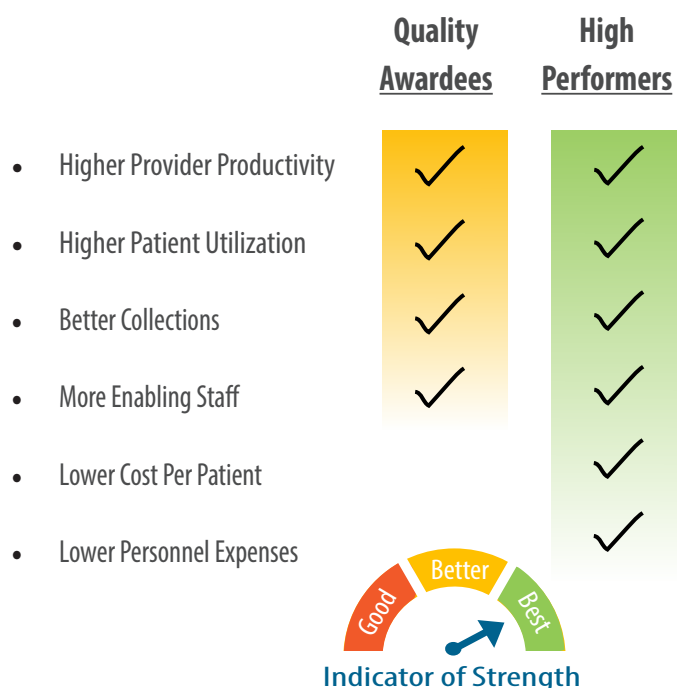 Quality High
Awardees Performers
• Higher Provider Productivity
• Higher Patient Utilization
• Better Collections
• More Enabling Staff
• Lower Cost Per Patient
• Lower Personnel Expenses
Good Better Best
Indicator of Strength